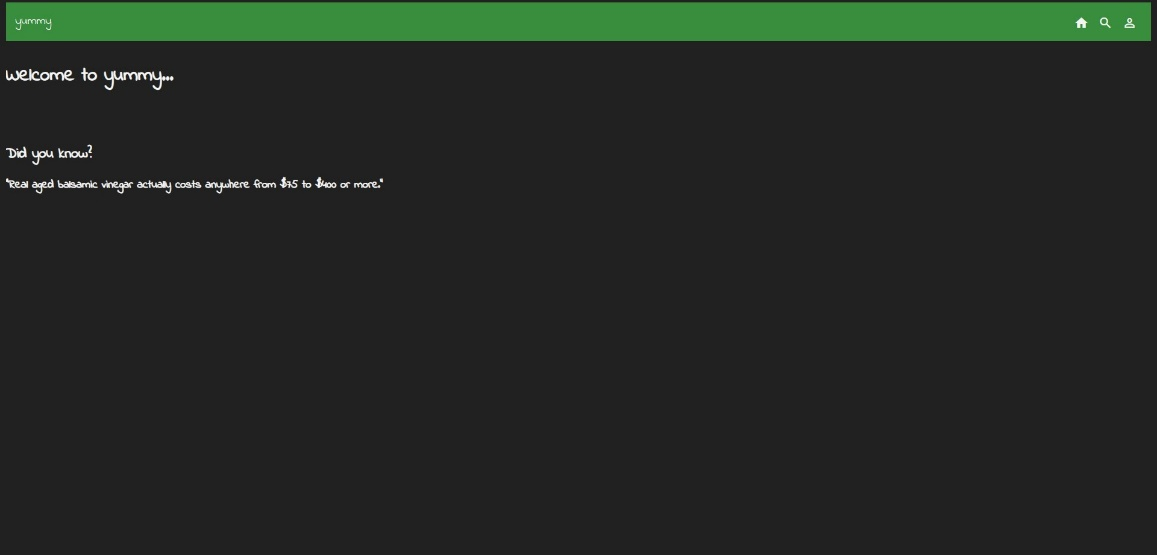 yummy
Welcome to yummy...
Did you know?
"Real aged balsamic vinegar actually costs anywhere from $75 to $400 or more."